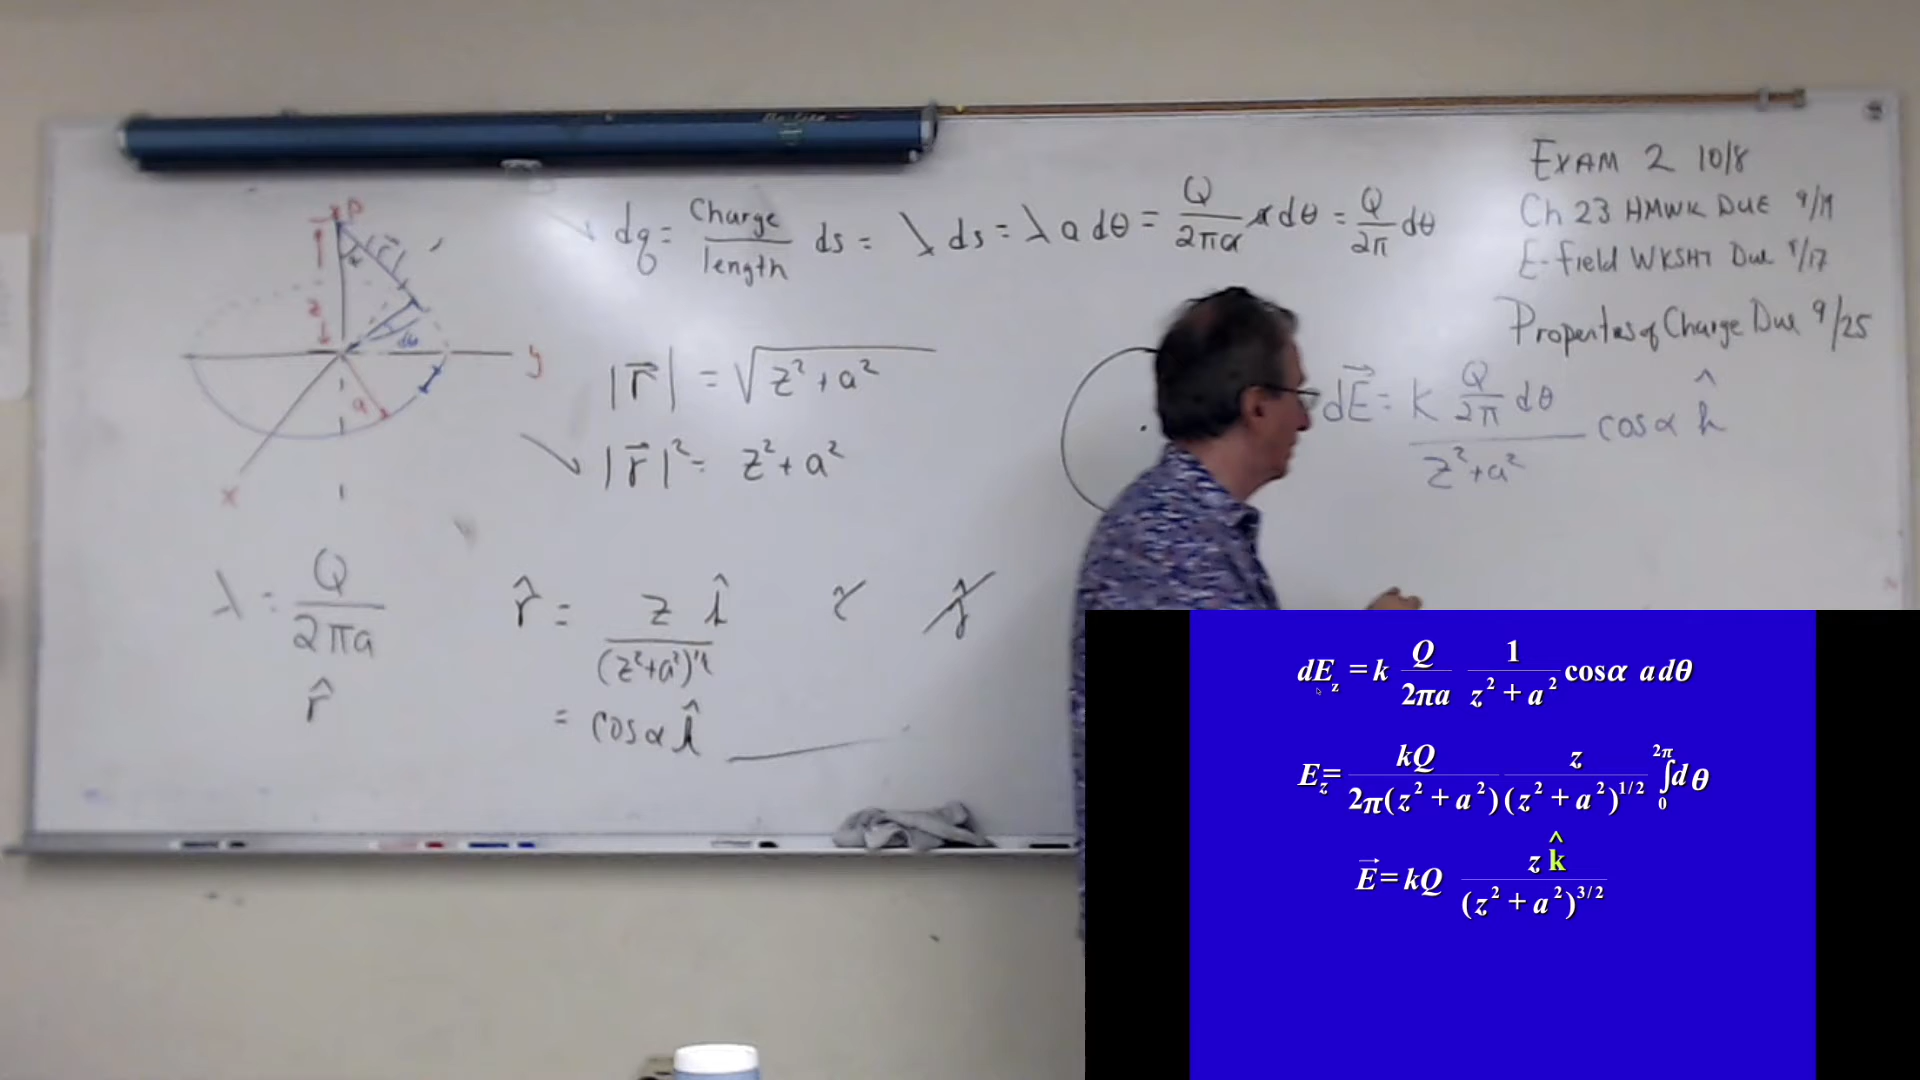 P
r
α
z
dθ
y
a
x
dq = Charge/length ds = λ ds = λ a dθ = Q/2πa a dθ = Q/2π dθ
|r⃗| = √z²+a²
|r⃗|² = z²+a²
λ = Q/2πa
r̂
r̂ = z k̂/(z²+a²)^1/2
= cosα k̂
EXAM 2 10/8
Ch 23 HMWK DUE 9/19
E-field WKSHT Due 9/17
Properties of Charge Due 9/25
dE⃗ = k Q/2π dθ/z²+a² cosα k̂
dE_z = k Q/2πa 1/z²+a² cosα a dθ
E_z = kQ/2π(z²+a²) z/(z²+a²)^1/2 ∫₀^2π dθ
E⃗ = kQ z k̂/(z²+a²)^3/2